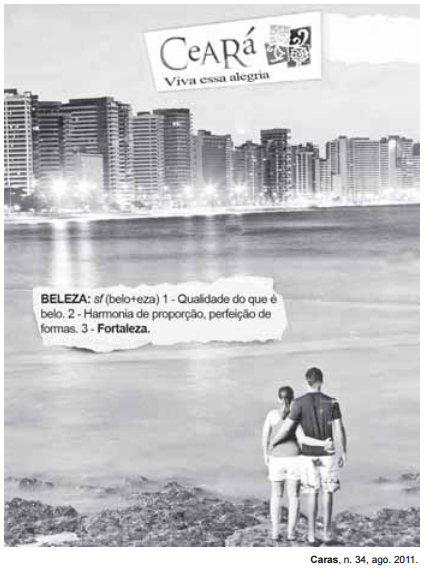 CeARá
Viva essa alegria
BELEZA: sf (belo+eza) 1 - Qualidade do que é
belo. 2 - Harmonia de proporção, perfeição de
formas. 3 - Fortaleza.
Caras, n. 34, ago. 2011.